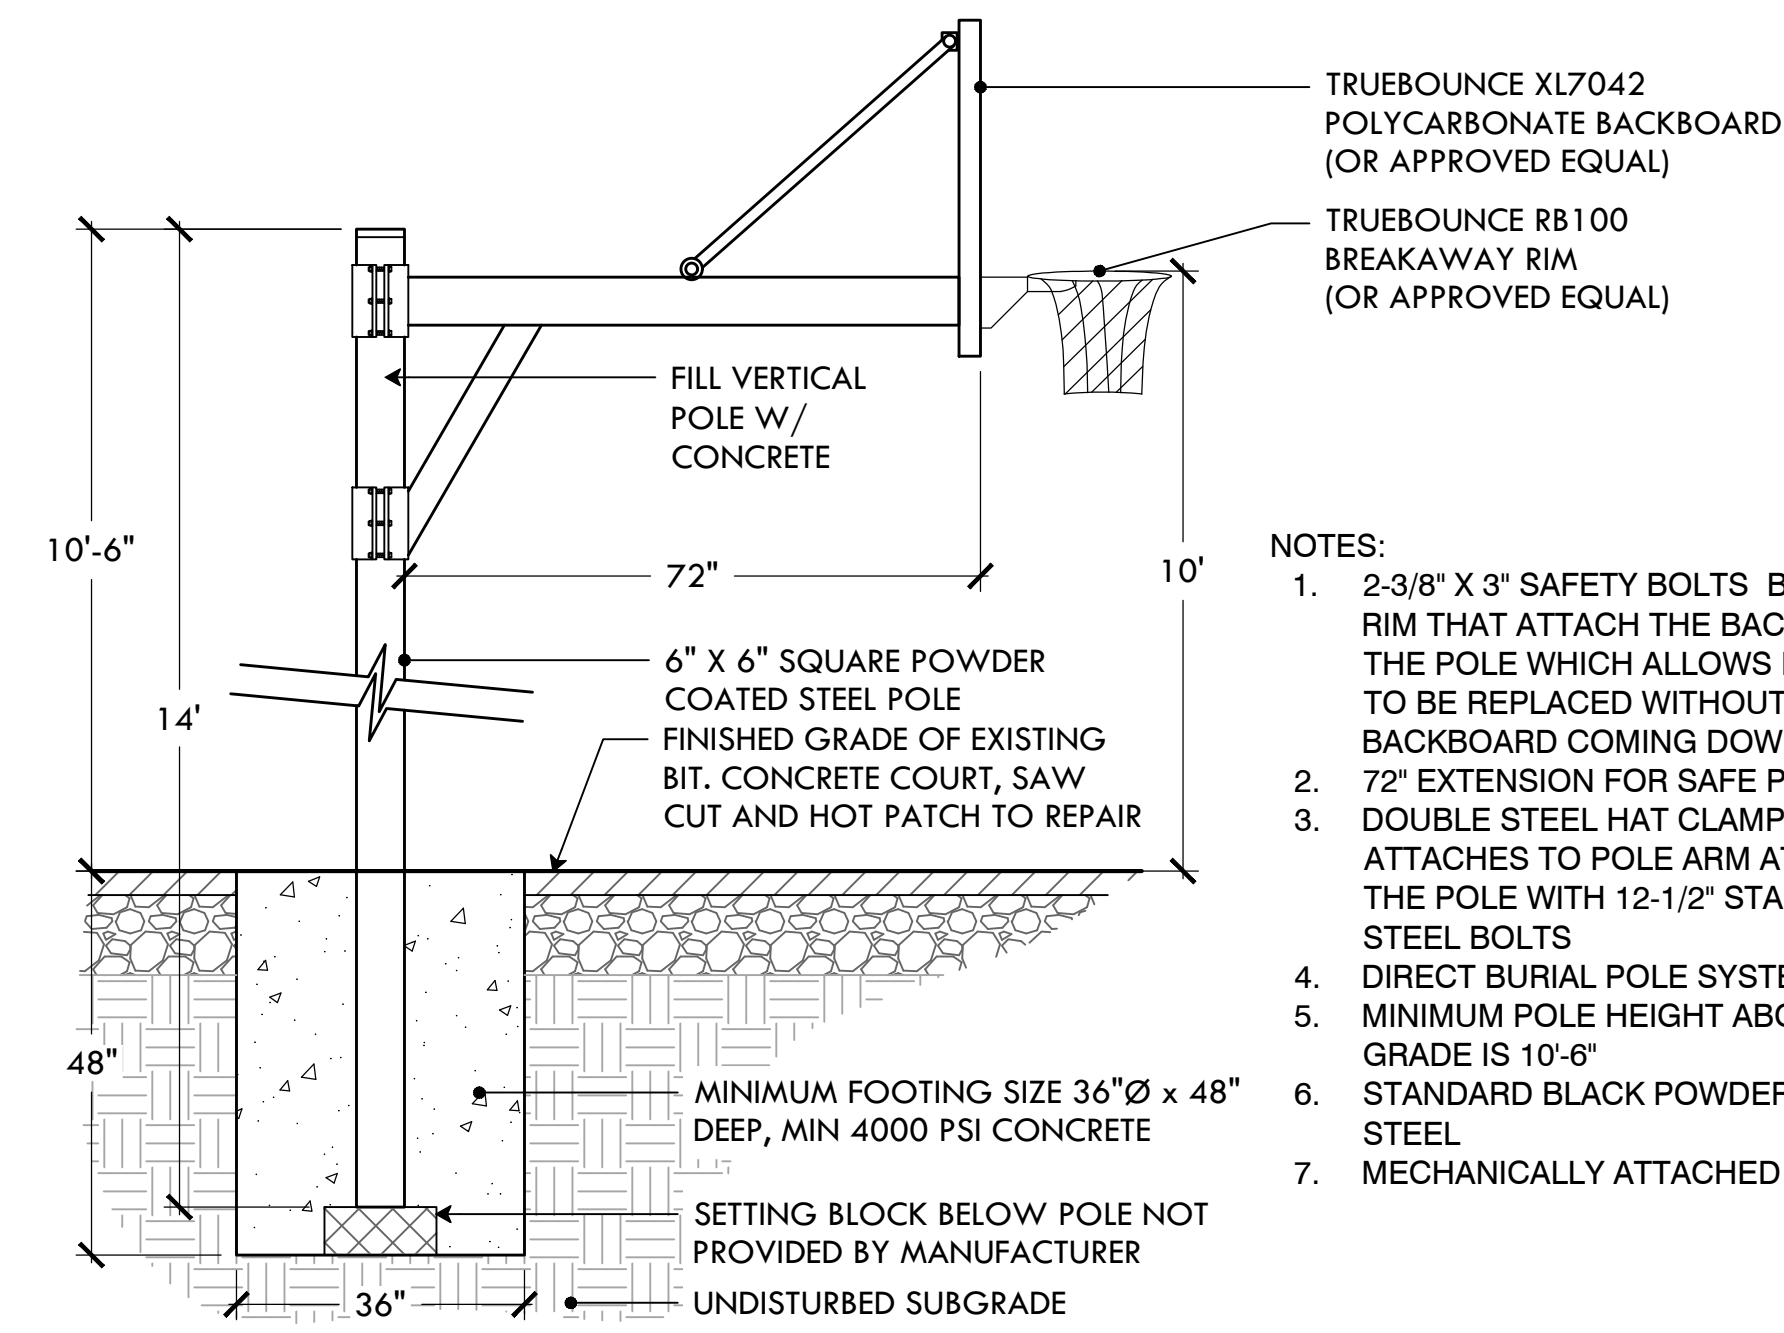 TRUEBOUNCE XL7042
POLYCARBONATE BACKBOARD
(OR APPROVED EQUAL)
TRUEBOUNCE RB100
BREAKAWAY RIM
(OR APPROVED EQUAL)
FILL VERTICAL
POLE W/
CONCRETE
10'-6"
14'
72"
10'
6" X 6" SQUARE POWDER
COATED STEEL POLE
FINISHED GRADE OF EXISTING
BIT. CONCRETE COURT, SAW
CUT AND HOT PATCH TO REPAIR
48"
MINIMUM FOOTING SIZE 36"Ø x 48"
DEEP, MIN 4000 PSI CONCRETE
SETTING BLOCK BELOW POLE NOT
PROVIDED BY MANUFACTURER
36"
UNDISTURBED SUBGRADE
NOTES:
1. 2-3/8" X 3" SAFETY BOLTS
RIM THAT ATTACH THE
THE POLE WHICH ALLOWS
TO BE REPLACED WITHOUT
BACKBOARD COMING
2. 72" EXTENSION FOR SAFE
3. DOUBLE STEEL HAT CLAMP
ATTACHES TO POLE ARM
THE POLE WITH 12-1/2"
STEEL BOLTS
4. DIRECT BURIAL POLE
5. MINIMUM POLE HEIGHT
GRADE IS 10'-6"
6. STANDARD BLACK POWDER
STEEL
7. MECHANICALLY ATTACHED